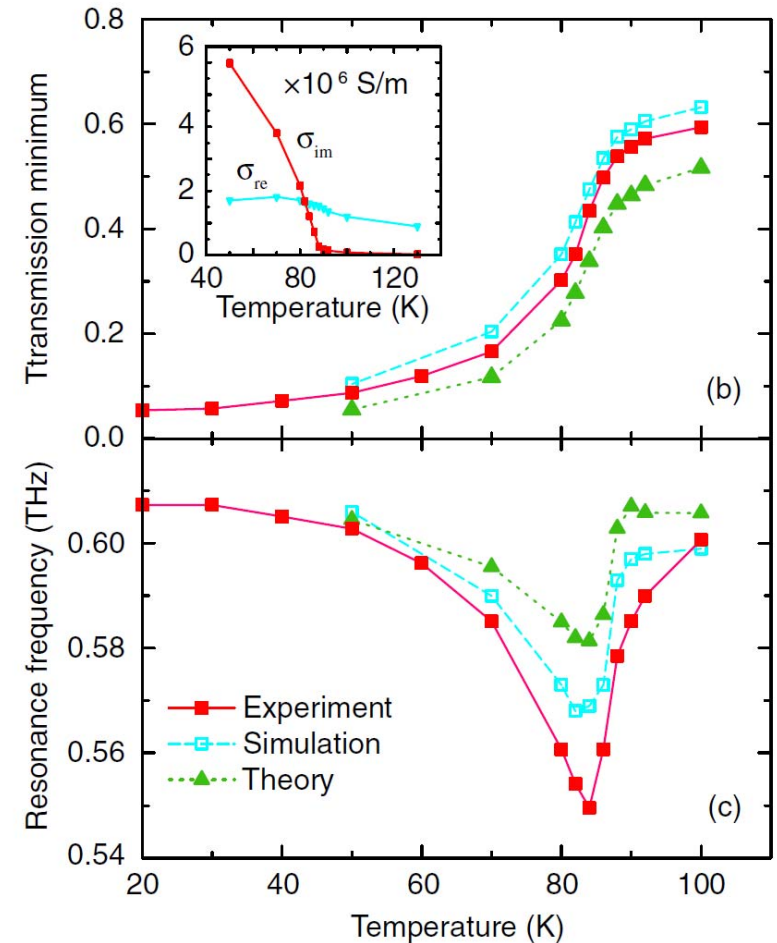 0.8
6
×10⁶ S/m
4
σim
σre
2
0
40 80 120
Temperature (K)
0.6
0.4
0.2
0.0
Ttransmission minimum
(b)
0.60
0.58
0.56
0.54
Resonance frequency (THz)
Experiment
Simulation
Theory
(c)
20 40 60 80 100
Temperature (K)